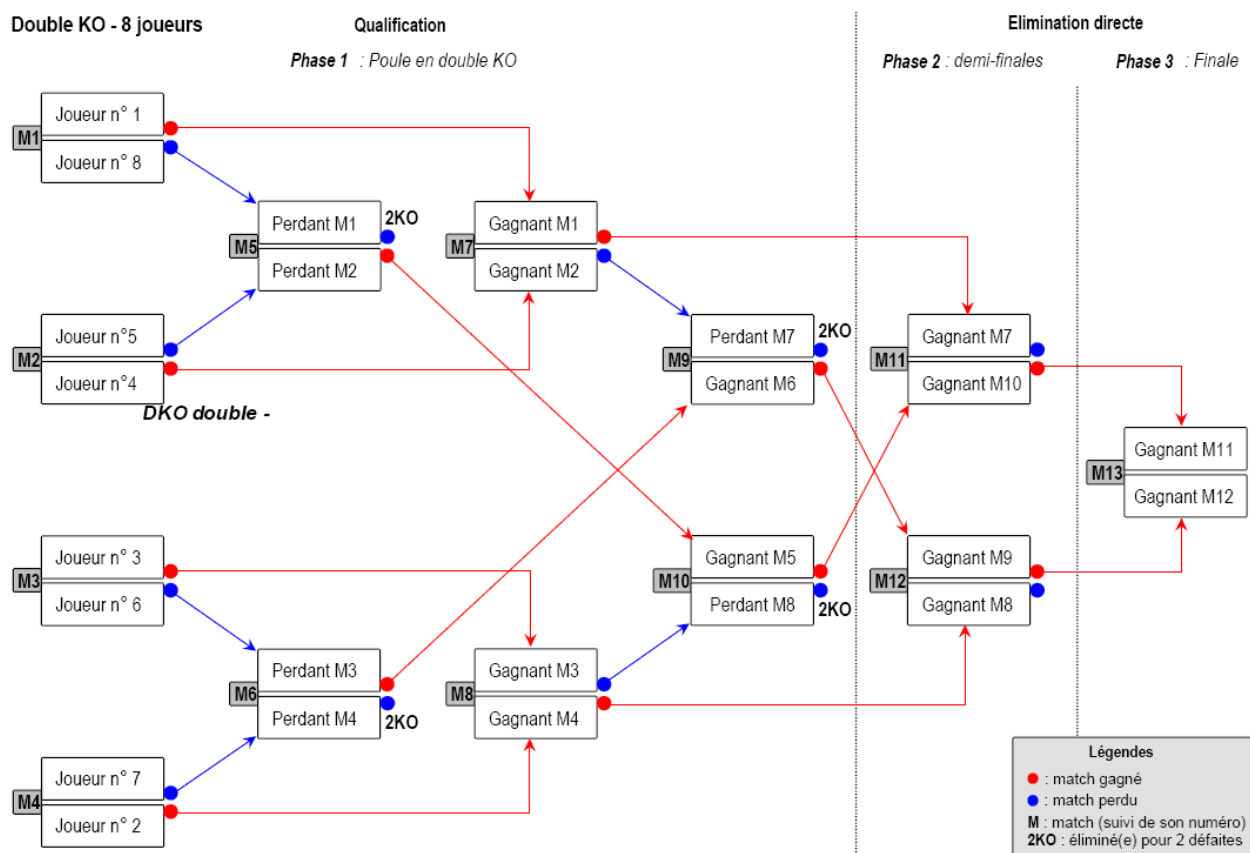 Double KO - 8 joueurs
Qualification
Elimination directe
Phase 1 : Poule en double KO
Phase 2 : demi-finales
Phase 3 : Finale
M1
Joueur n° 1
Joueur n° 8
M5
Perdant M1
Perdant M2
2KO
M7
Gagnant M1
Gagnant M2
M2
Joueur n°5
Joueur n°4
DKO double -
M9
Perdant M7
Gagnant M6
2KO
M11
Gagnant M7
Gagnant M10
M13
Gagnant M11
Gagnant M12
M3
Joueur n° 3
Joueur n° 6
M10
Gagnant M5
Perdant M8
2KO
M12
Gagnant M9
Gagnant M8
M6
Perdant M3
Perdant M4
2KO
M8
Gagnant M3
Gagnant M4
M4
Joueur n° 7
Joueur n° 2
Légendes
: match gagné
: match perdu
M : match (suivi de son numéro)
2KO : éliminé(e) pour 2 défaites